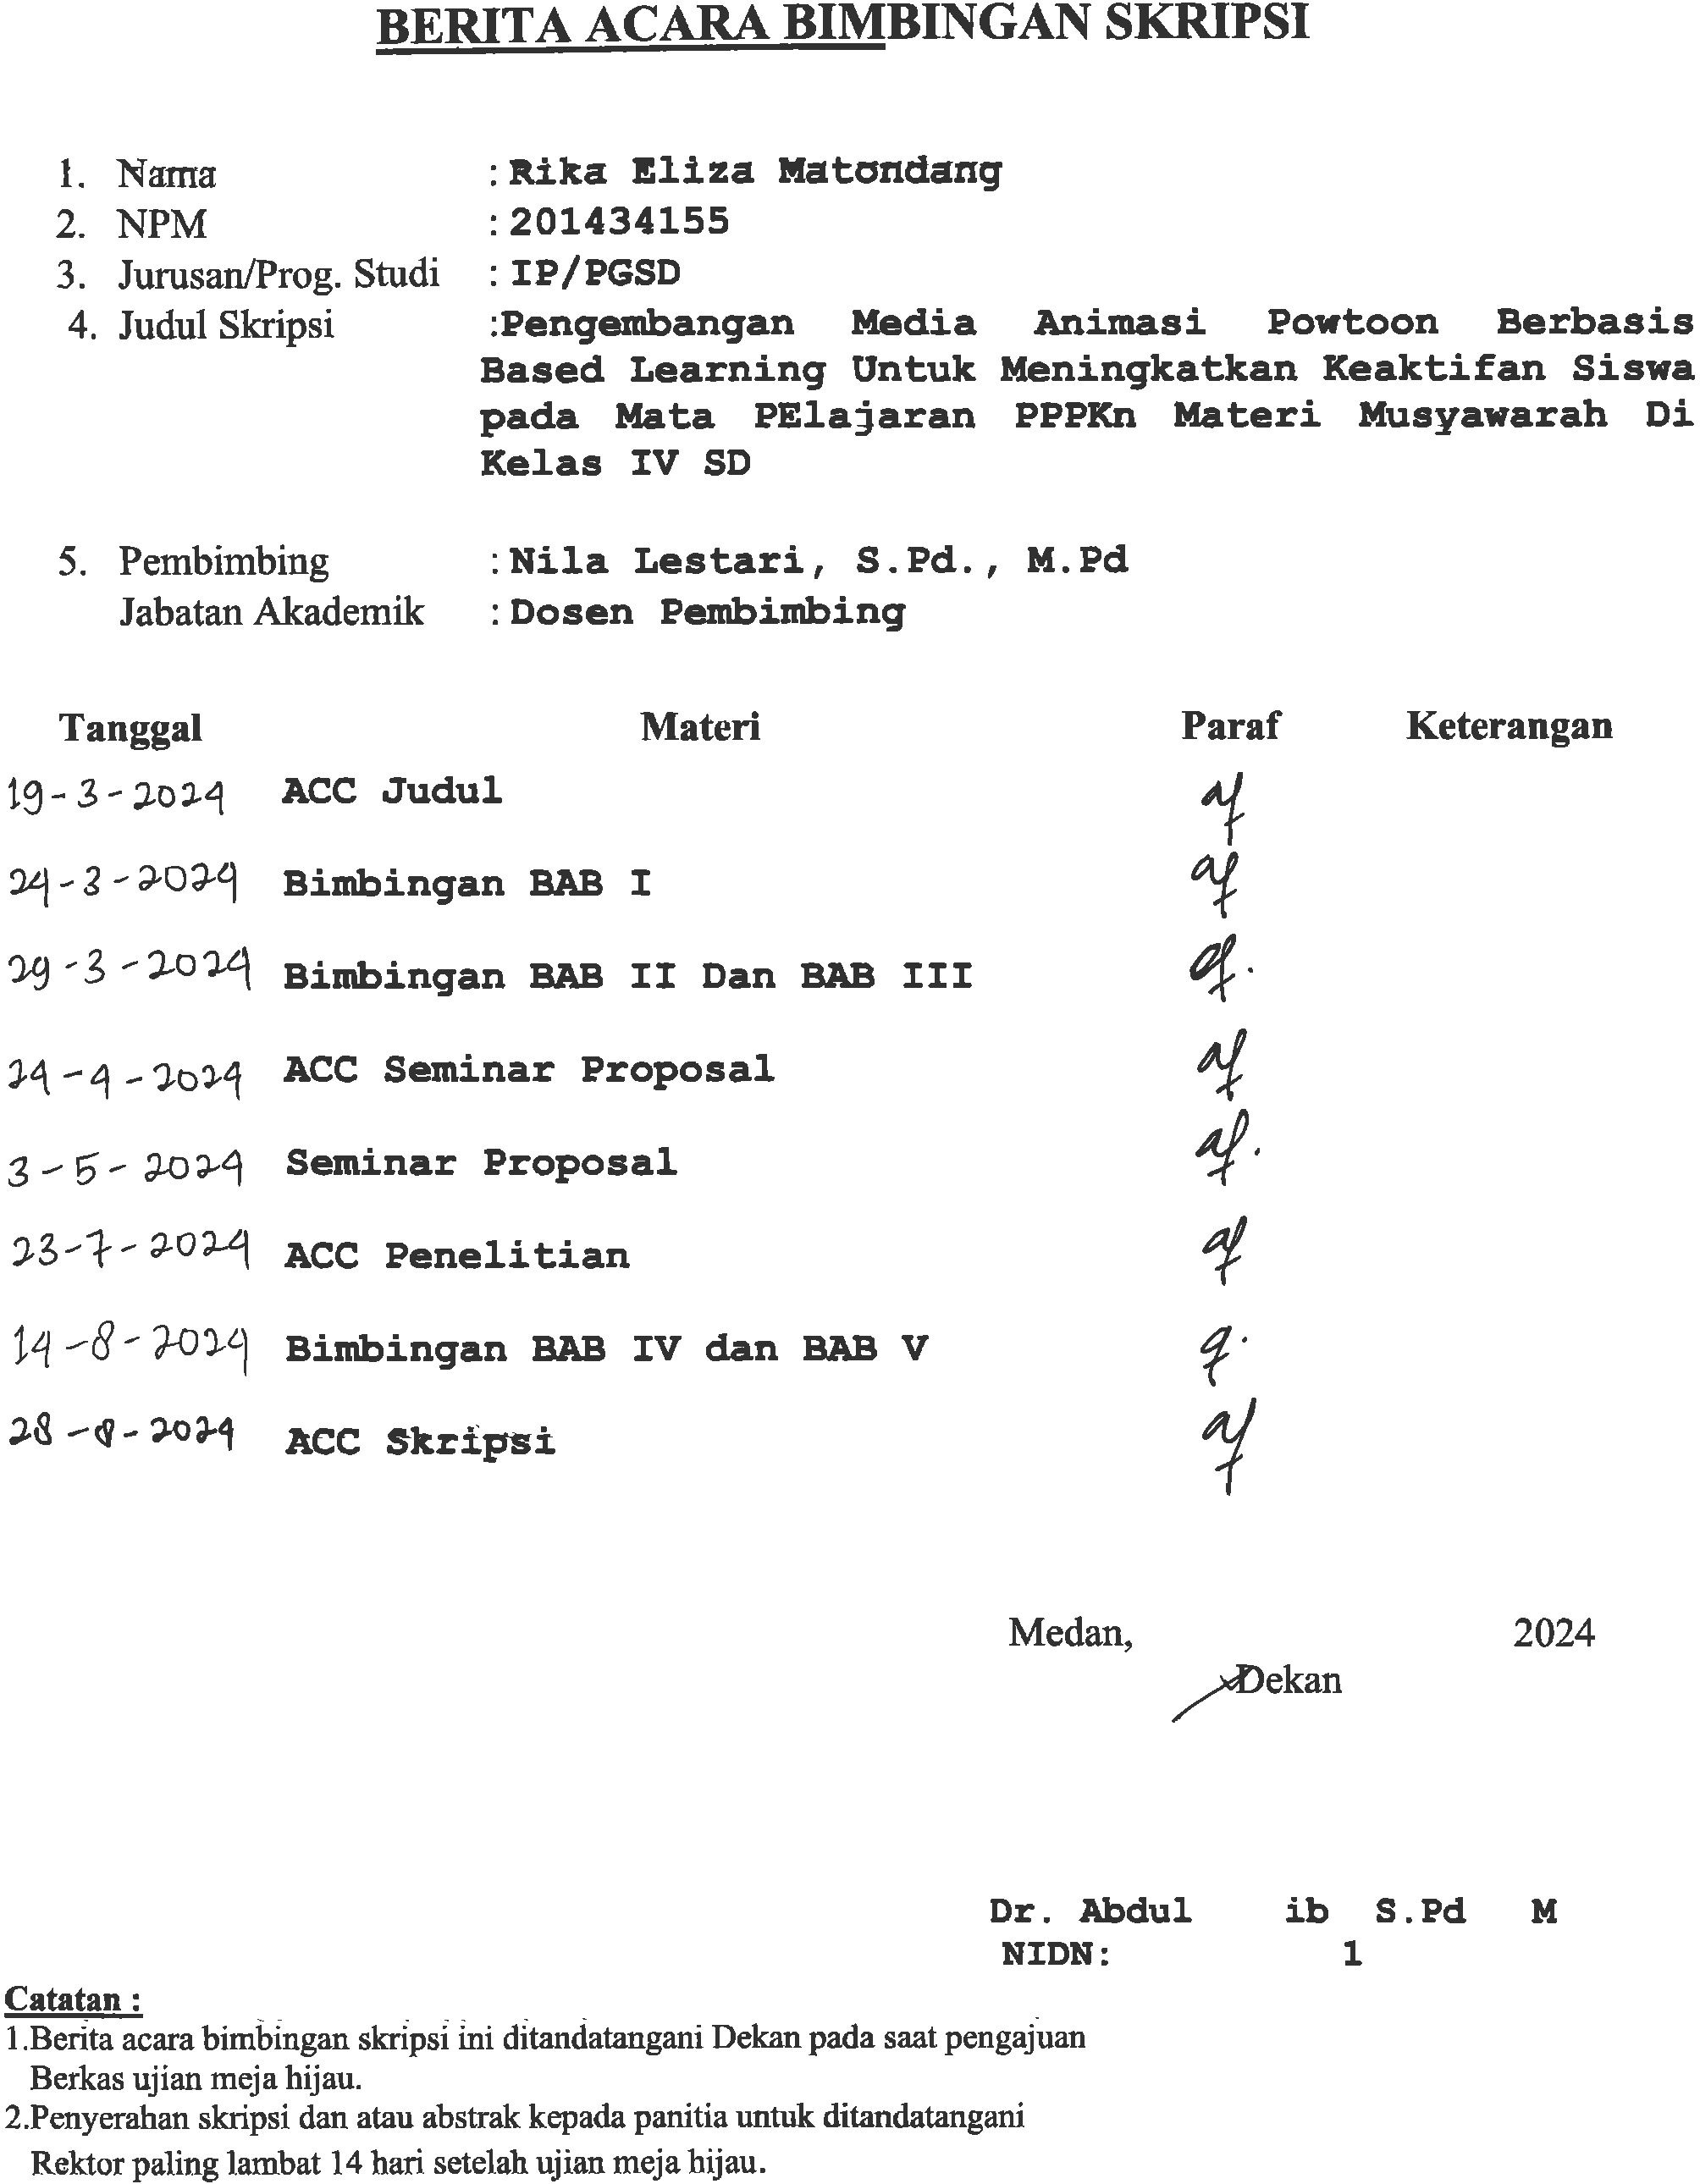 BERITA ACARA BIMBINGAN SKRIPSI
1. Nama : Rika Eliza Matondang
2. NPM : 201434155
3. Jurusan/Prog. Studi : IP/PGSD
4. Judul Skripsi :Pengembangan Media Animasi Powtoon Berbasis
Based Learning Untuk Meningkatkan Keaktifan Siswa
pada Mata PElajaran PPPKn Materi Musyawarah Di
Kelas IV SD
5. Pembimbing : Nila Lestari, S.Pd., M.Pd
Jabatan Akademik : Dosen Pembimbing
Tanggal Materi Paraf Keterangan
19-3-2024 ACC Judul
24-3-2024 Bimbingan BAB I
29-3-2024 Bimbingan BAB II Dan BAB III
24-4-2024 ACC Seminar Proposal
3-5-2024 Seminar Proposal
23-7-2024 ACC Penelitian
14-8-2024 Bimbingan BAB IV dan BAB V
28-8-2024 ACC Skripsi
Medan, 2024
Dekan
Dr. Abdul ib S.Pd M
NIDN: 1
Catatan :
1.Berita acara bimbingan skripsi ini ditandatangani Dekan pada saat pengajuan
Berkas ujian meja hijau.
2.Penyerahan skripsi dan atau abstrak kepada panitia untuk ditandatangani
Rektor paling lambat 14 hari setelah ujian meja hijau.